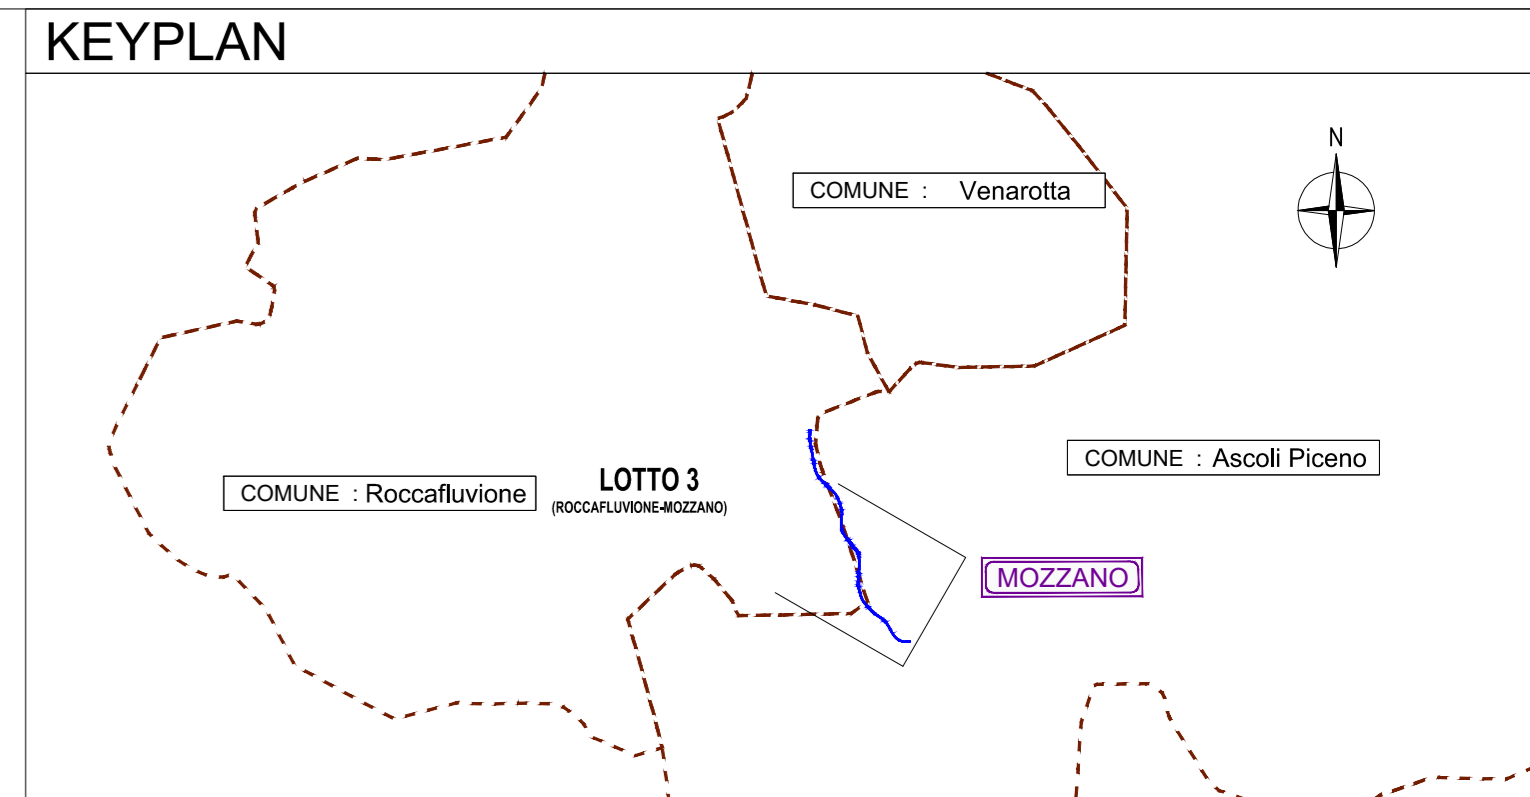 KEYPLAN
N
COMUNE : Venarotta
COMUNE : Ascoli Piceno
COMUNE : Roccafluvione
LOTTO 3
(ROCCAFLUVIONE-MOZZANO)
MOZZANO